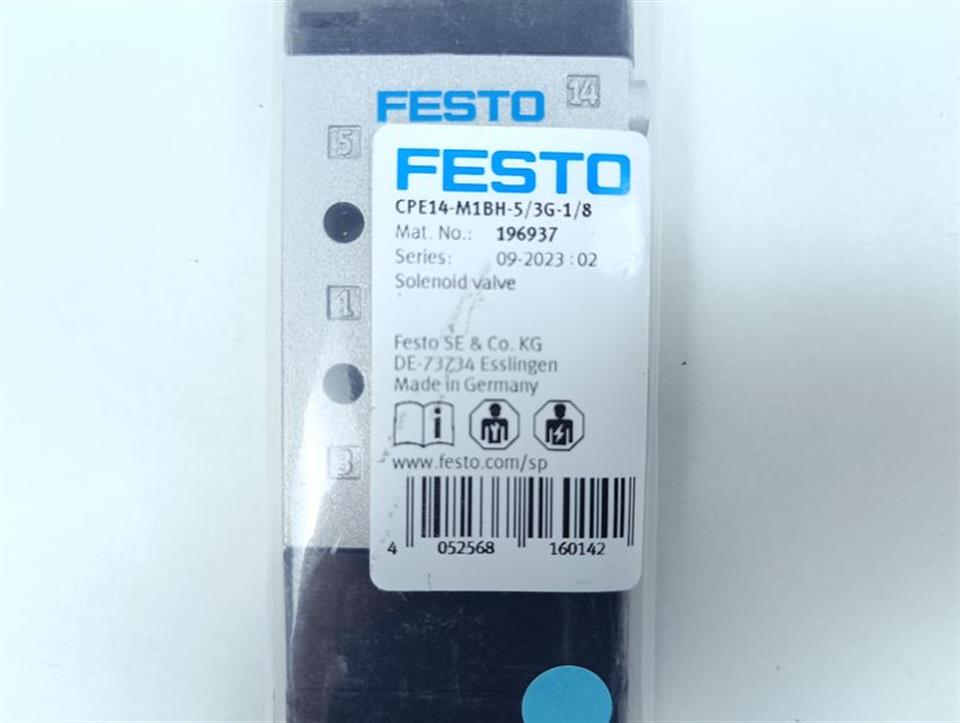 FESTO 14
5
FESTO
CPE14-M1BH-5/3G-1/8
Mat. No.: 196937
Series: 09-2023:02
Solenoid valve
1
Festo SE & Co. KG
DE-73734 Esslingen
Made in Germany
3
www.festo.com/sp
4 052568 160142